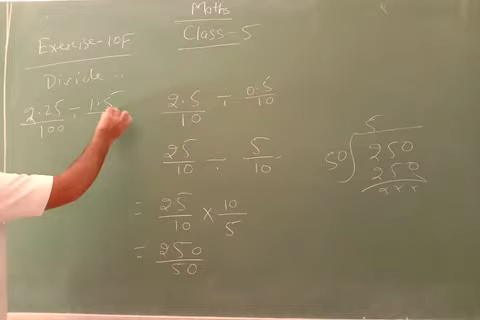 Maths
Class-5
Exercise-10F
Divide :-
2.25/100 ÷ 1.5
2.5/10 ÷ 0.5/10
25/10 ÷ 5/10
= 25/10 × 10/5
= 250/50
5
50 ) 250
250
×××